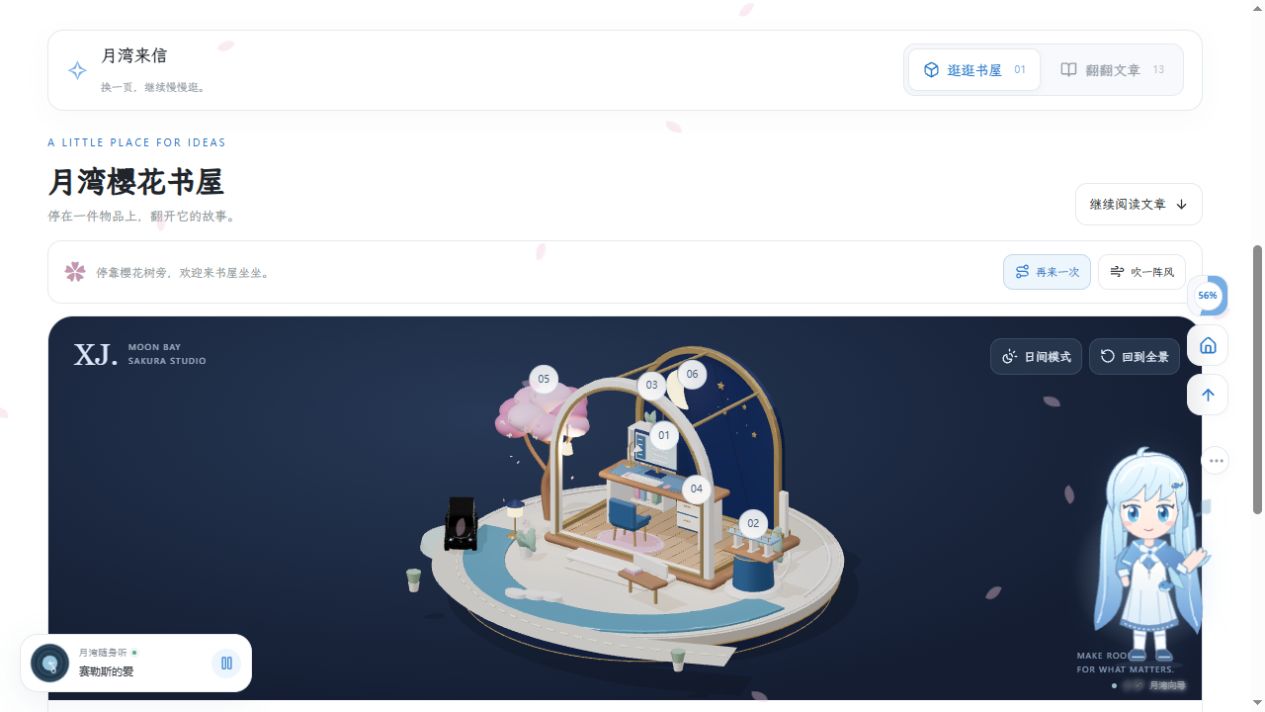 月湾来信
换一页，继续慢慢逛。
逛逛书屋 01
翻翻文章 13
A LITTLE PLACE FOR IDEAS
月湾樱花书屋
停在一件物品上，翻开它的故事。
继续阅读文章
停靠樱花树旁，欢迎来书屋坐坐。
再来一次
吹一阵风
56%
XJ.
MOON BAY
SAKURA STUDIO
日间模式
回到全景
05
03
06
01
04
02
月湾随身听
赛勒斯的爱
MAKE ROO
FOR WHAT MATTERS.
月湾向导